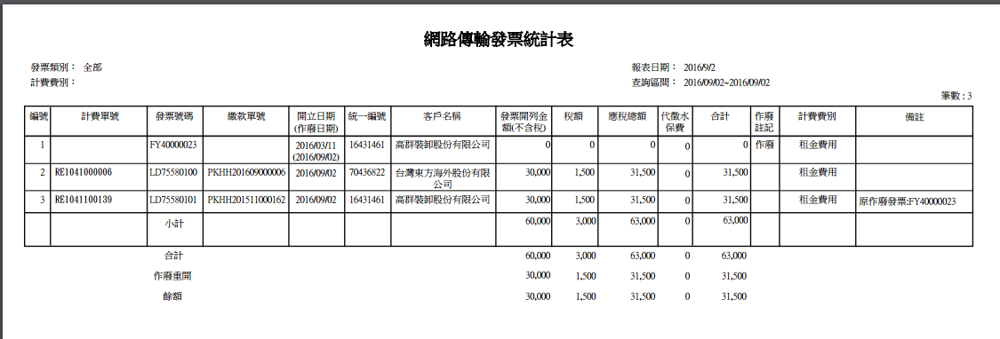 網路傳輸發票統計表
發票類別： 全部 報表日期： 2016/9/2
計費費別： 查詢區間： 2016/09/02~2016/09/02
筆數 : 3
編號 計費單號 發票號碼 繳款單號 開立日期 統一編號 客戶名稱 發票開列金 稅額 應稅總額 代徵水 合計 作廢 計費費別 備註
(作廢日期) 額(不含稅) 保費 註記
1 FY40000023 2016/03/11 16431461 高群裝卸股份有限公司 0 0 0 0 0 作廢 租金費用
(2016/09/02)
2 RE1041000006 LD75580100 PKHH201609000006 2016/09/02 70436822 台灣東方海外股份有限 30,000 1,500 31,500 0 31,500 租金費用
公司
3 RE1041100139 LD75580101 PKHH201511000162 2016/09/02 16431461 高群裝卸股份有限公司 30,000 1,500 31,500 0 31,500 租金費用 原作廢發票:FY40000023
小計 60,000 3,000 63,000 0 63,000
合計 60,000 3,000 63,000 0 63,000
作廢重開 30,000 1,500 31,500 0 31,500
餘額 30,000 1,500 31,500 0 31,500